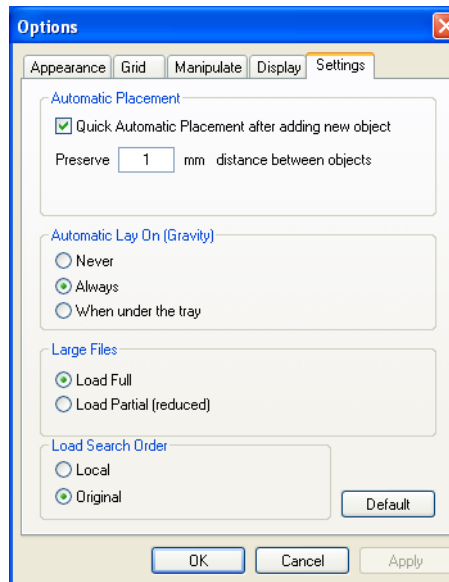 Options
Appearance Grid Manipulate Display Settings
Automatic Placement
Quick Automatic Placement after adding new object
Preserve 1 mm distance between objects
Automatic Lay On (Gravity)
Never
Always
When under the tray
Large Files
Load Full
Load Partial (reduced)
Load Search Order
Local
Original
Default
OK Cancel Apply